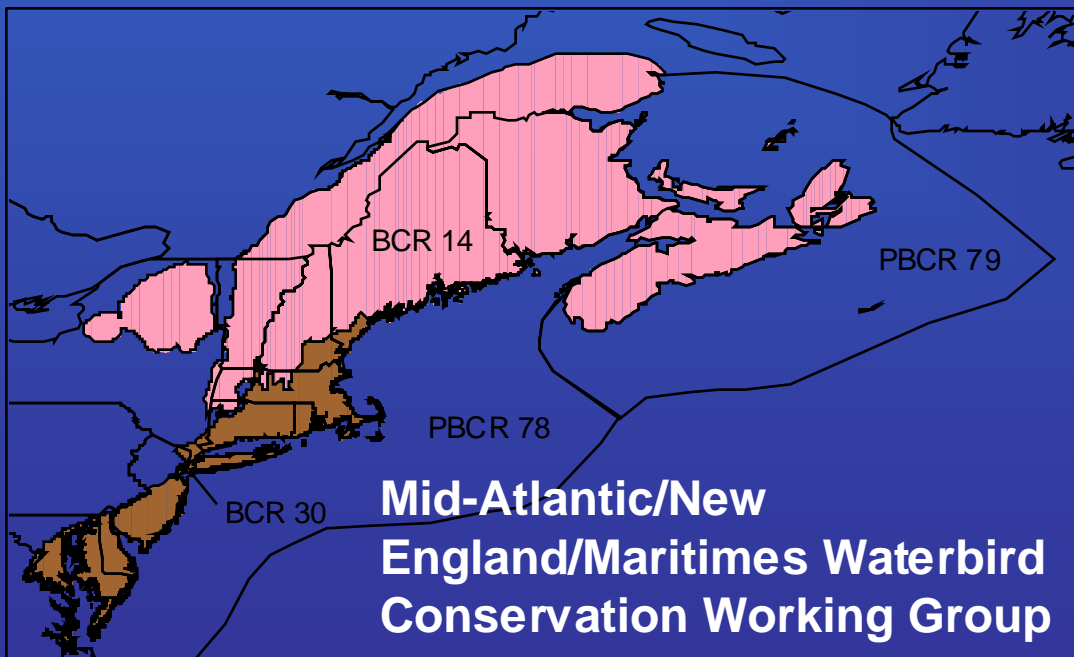 BCR 14
PBCR 79
PBCR 78
BCR 30
Mid-Atlantic/New
England/Maritimes Waterbird
Conservation Working Group